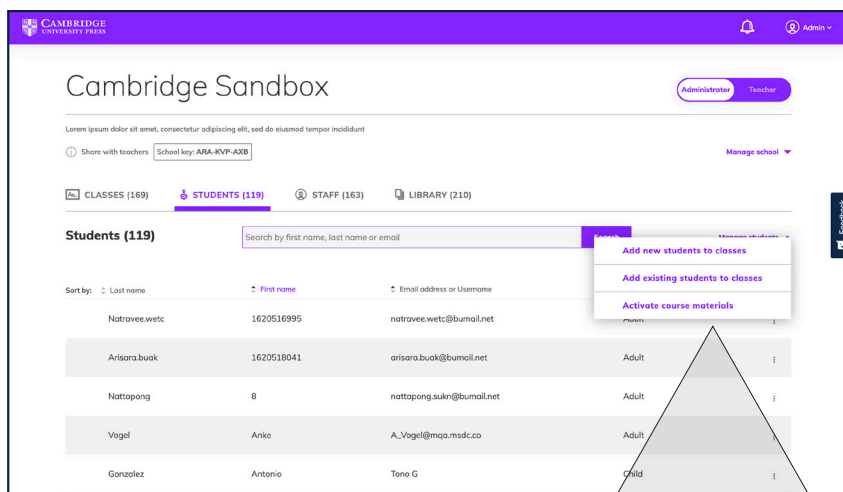 CAMBRIDGE
UNIVERSITY PRESS
Admin
Cambridge Sandbox
Administrator Teacher
Lorem ipsum dolor sit amet, consectetur adipiscing elit, sed do eiusmod tempor incididunt
Share with teachers School key: ARA-KVP-AXB Manage school
CLASSES (169) STUDENTS (119) STAFF (163) LIBRARY (210)
Students (119) Search by first name, last name or email Search Manage students
Add new students to classes
Add existing students to classes
Activate course materials
Sort by: Last name First name Email address or Username
Natravee.wetc 1620516995 natravee.wetc@bumail.net Adult
Arisara.buak 1620518041 arisara.buak@bumail.net Adult
Nattapong 8 nattapong.sukn@bumail.net Adult
Vogel Anke A_Vogel@mqa.msdc.co Adult
Gonzalez Antonio Tono G Child
Feedback